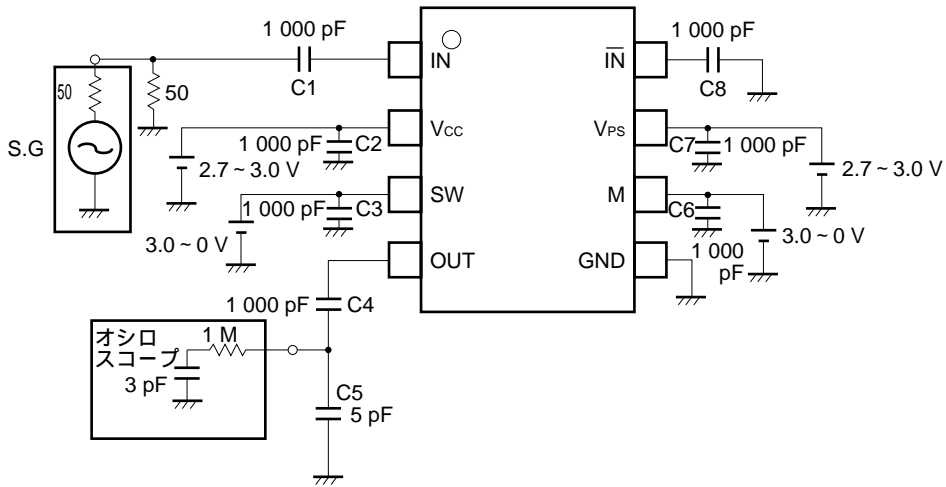 1 000 pF
C1
50
50
S.G
IN
IN
1 000 pF
C8
VCC
1 000 pF
C2
2.7 ~ 3.0 V
VPS
C7
1 000 pF
2.7 ~ 3.0 V
SW
1 000 pF
C3
3.0 ~ 0 V
M
C6
1 000
pF
3.0 ~ 0 V
OUT
GND
1 000 pF
C4
オシロ
スコープ
1 M
3 pF
C5
5 pF